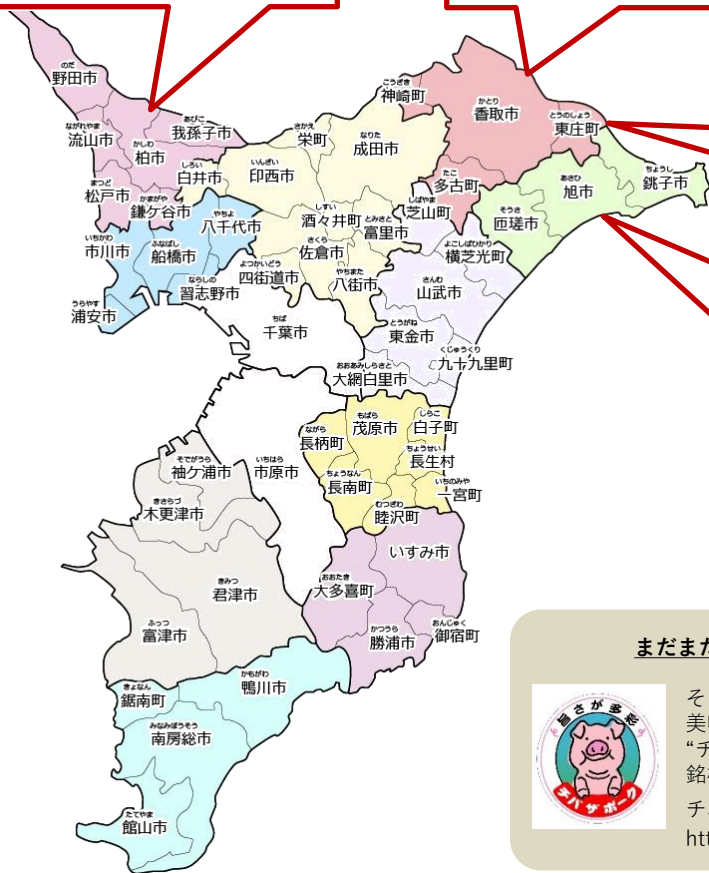 のだ
野田市
ながれやま
流山市
かしわ
柏市
あびこ
我孫子市
まつど
松戸市
かまがや
鎌ケ谷市
しろい
白井市
いんざい
印西市
さかえ
栄町
なりた
成田市
こうざき
神崎町
かとり
香取市
とうのしょう
東庄町
たこ
多古町
あさひ
旭市
ちょうし
銚子市
そうさ
匝瑳市
しばやま
芝山町
よこしばひかり
横芝光町
いちかわ
市川市
ふなばし
船橋市
やちよ
八千代市
ならしの
習志野市
うらやす
浦安市
しすい
酒々井町
とみさと
富里市
さくら
佐倉市
よつかいどう
四街道市
やちまた
八街市
さんむ
山武市
ちば
千葉市
とうがね
東金市
くじゅうくり
九十九里町
おおあみしらさと
大網白里市
もばら
茂原市
しらこ
白子町
ながら
長柄町
ちょうせい
長生村
ちょうなん
長南町
いちのみや
一宮町
むつざわ
睦沢町
いちはら
市原市
そでがうら
袖ケ浦市
きさらづ
木更津市
きみつ
君津市
ふっつ
富津市
いすみ市
おおたき
大多喜町
かつうら
勝浦市
おんじゅく
御宿町
かもがわ
鴨川市
きょなん
鋸南町
みなみぼうそう
南房総市
たてやま
館山市
まだまだ
旨さが多彩
チバザポーク
そ
美
“チ
銘
チ
htt